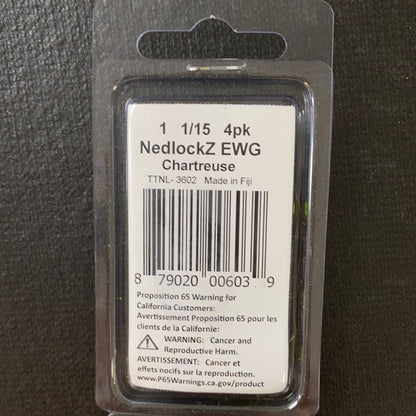 1 1/15 4pk
NedlockZ EWG
Chartreuse
TTNL- 3602 Made in Fiji
8 79020 00603 9
Proposition 65 Warning for
California Customers:
Avertissement Proposition 65 pour les
clients de la Californie:
WARNING: Cancer and
Reproductive Harm.
AVERTISSEMENT: Cancer et
effets nocifs sur la reproduction.
www.P65Warnings.ca.gov/product